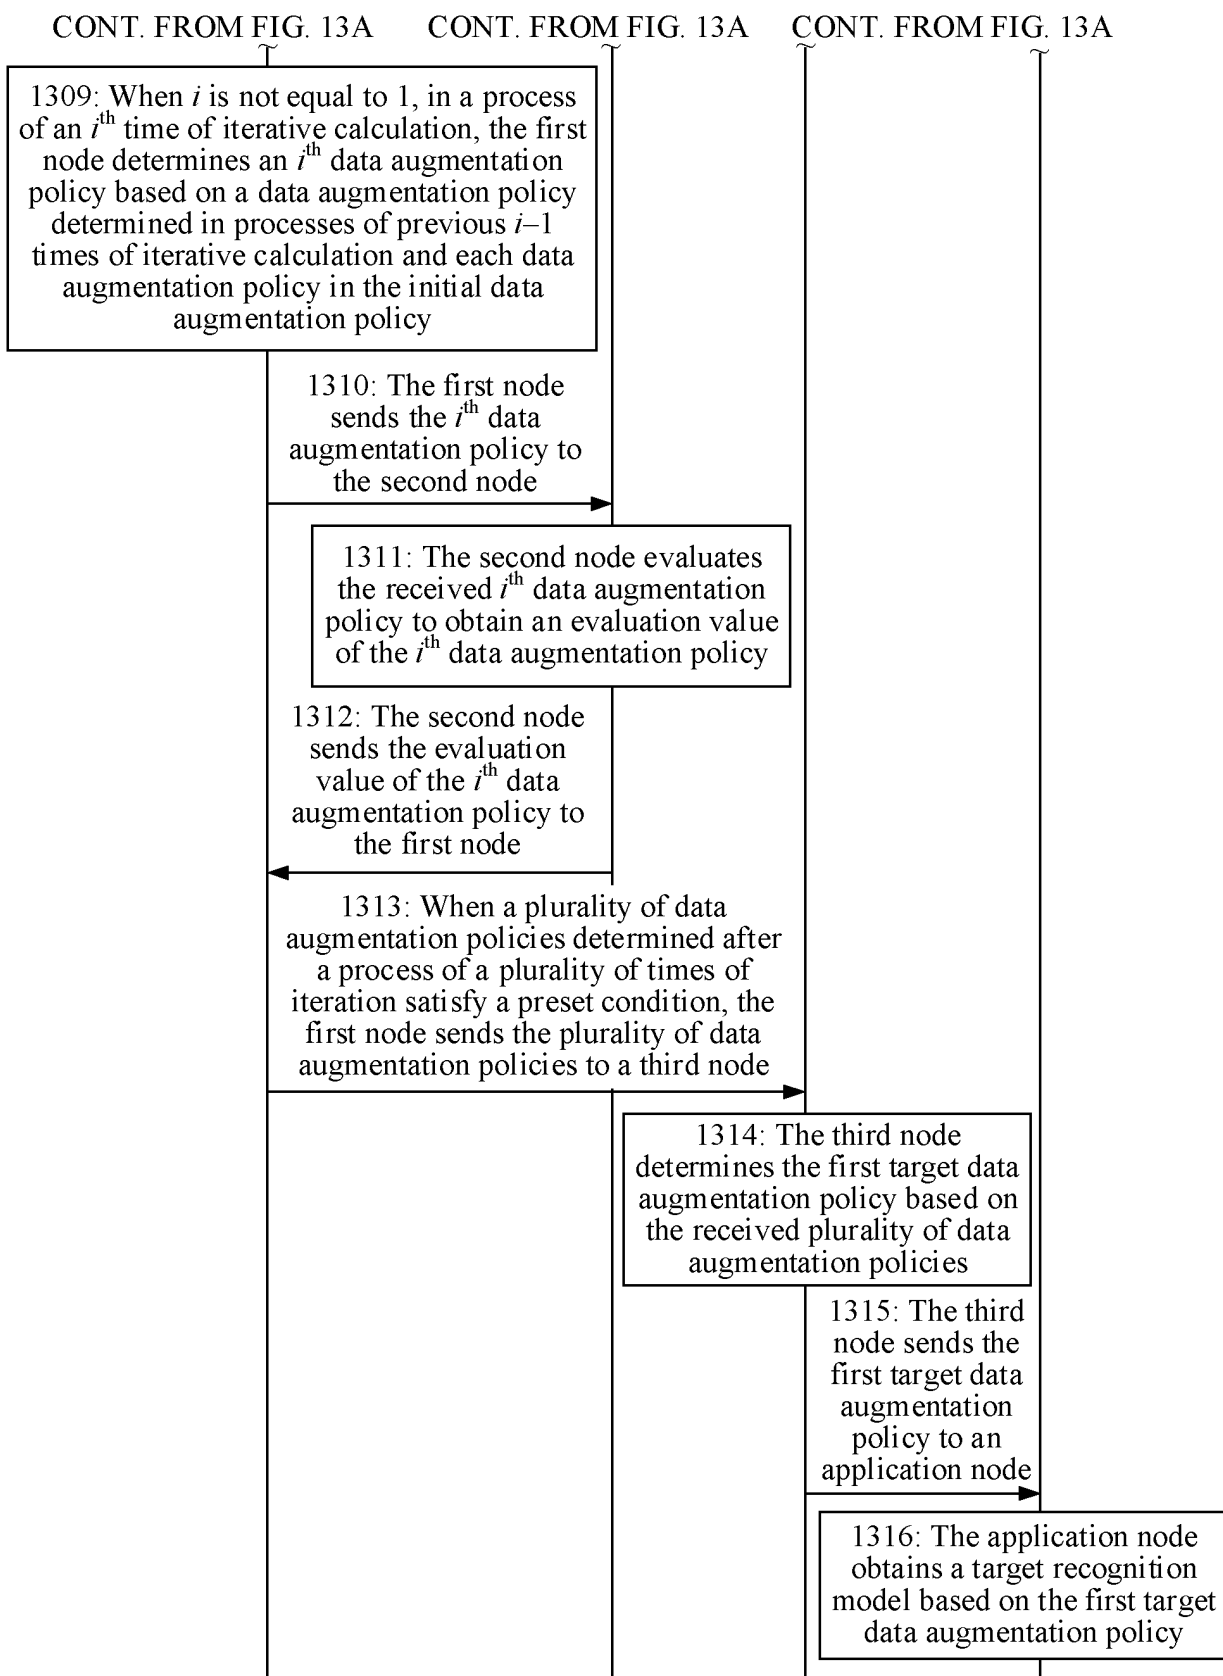 CONT. FROM FIG. 13A CONT. FROM FIG. 13A CONT. FROM FIG. 13A
1309: When i is not equal to 1, in a process
of an ith time of iterative calculation, the first
node determines an ith data augmentation
policy based on a data augmentation policy
determined in processes of previous i–1
times of iterative calculation and each data
augmentation policy in the initial data
augmentation policy
1310: The first node
sends the ith data
augmentation policy to
the second node
1311: The second node evaluates
the received ith data augmentation
policy to obtain an evaluation value
of the ith data augmentation policy
1312: The second node
sends the evaluation
value of the ith data
augmentation policy to
the first node
1313: When a plurality of data
augmentation policies determined after
a process of a plurality of times of
iteration satisfy a preset condition, the
first node sends the plurality of data
augmentation policies to a third node
1314: The third node
determines the first target data
augmentation policy based on
the received plurality of data
augmentation policies
1315: The third
node sends the
first target data
augmentation
policy to an
application node
1316: The application node
obtains a target recognition
model based on the first target
data augmentation policy